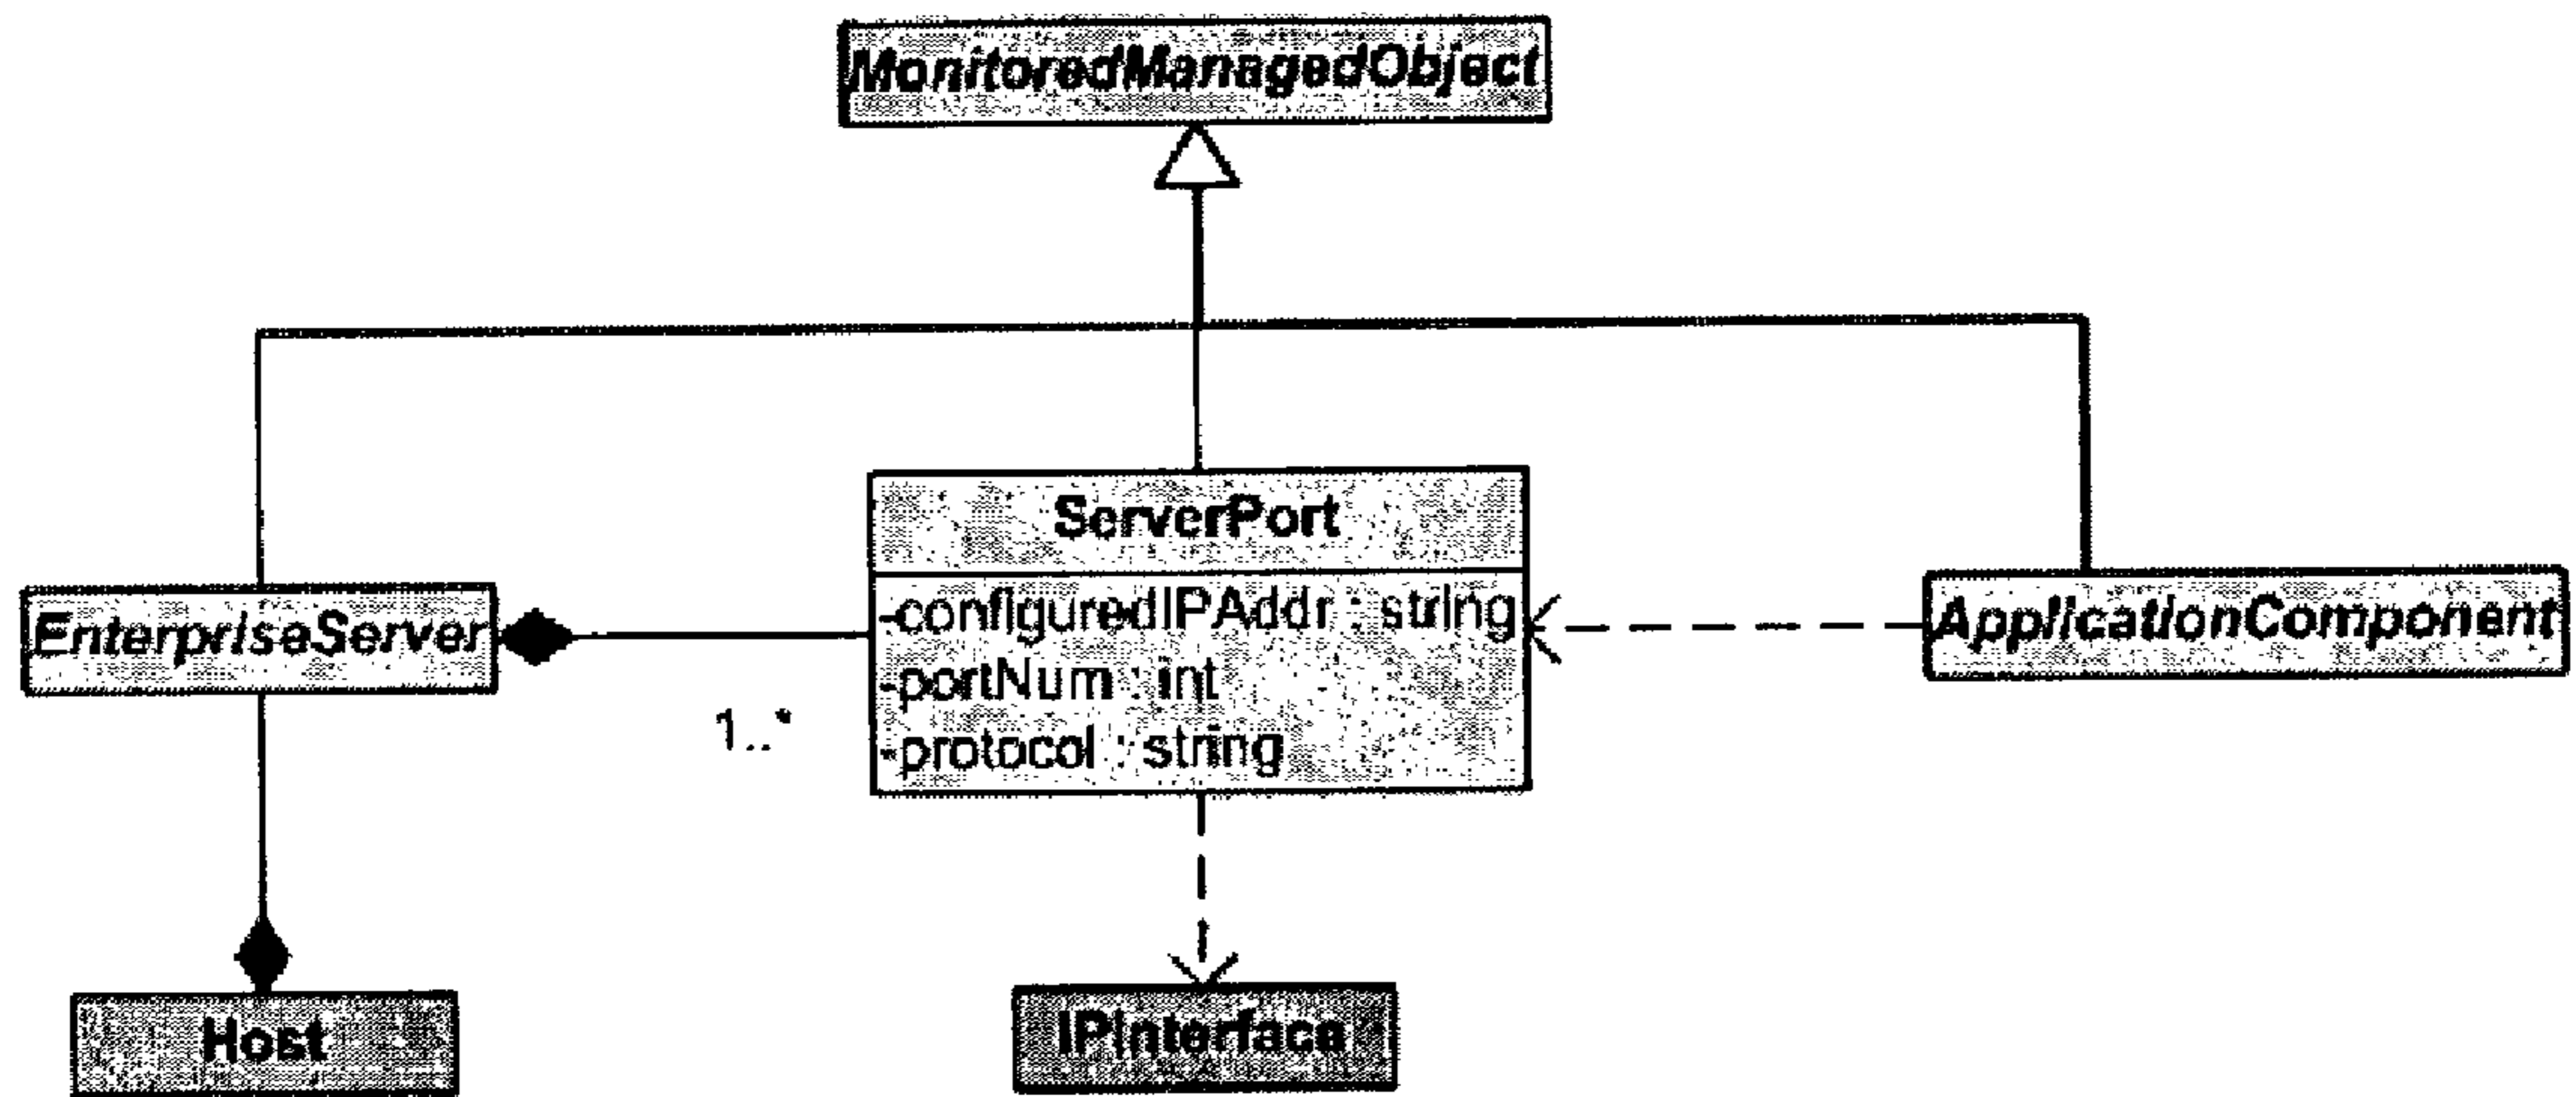 MonitoredManagedObject
ServerPort
-configuredIPAddr : string
-portNum : int
-protocol : string
EnterpriseServer
1..*
ApplicationComponent
Host
IPInterface